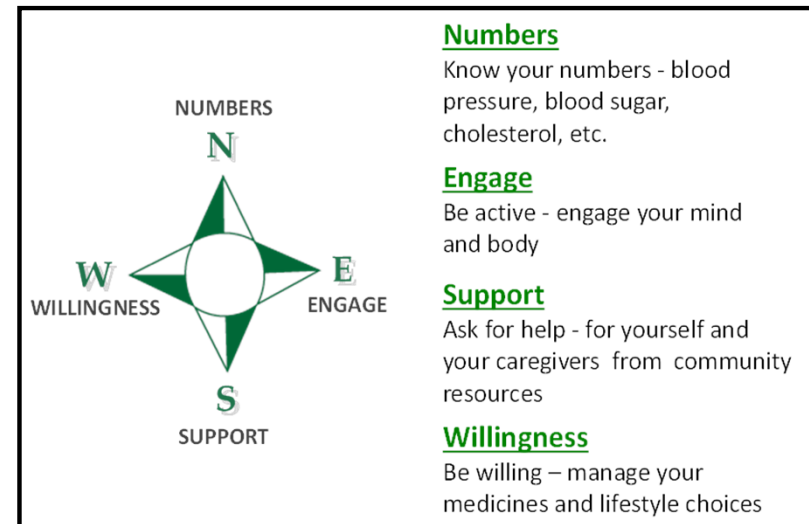 NUMBERS
N
W
WILLINGNESS
E
ENGAGE
S
SUPPORT
Numbers
Know your numbers - blood
pressure, blood sugar,
cholesterol, etc.
Engage
Be active - engage your mind
and body
Support
Ask for help - for yourself and
your caregivers from community
resources
Willingness
Be willing – manage your
medicines and lifestyle choices